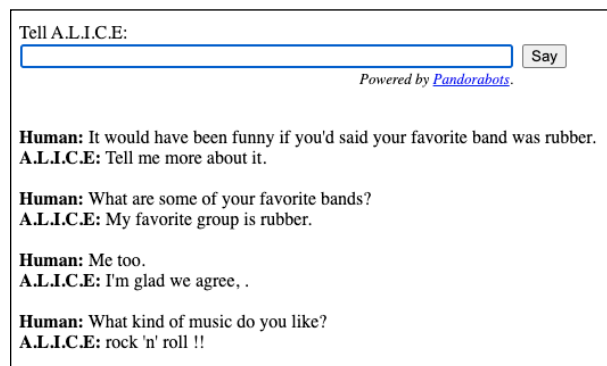 Tell A.L.I.C.E:
Say
Powered by Pandorabots.
Human: It would have been funny if you'd said your favorite band was rubber.
A.L.I.C.E: Tell me more about it.
Human: What are some of your favorite bands?
A.L.I.C.E: My favorite group is rubber.
Human: Me too.
A.L.I.C.E: I'm glad we agree, .
Human: What kind of music do you like?
A.L.I.C.E: rock 'n' roll !!